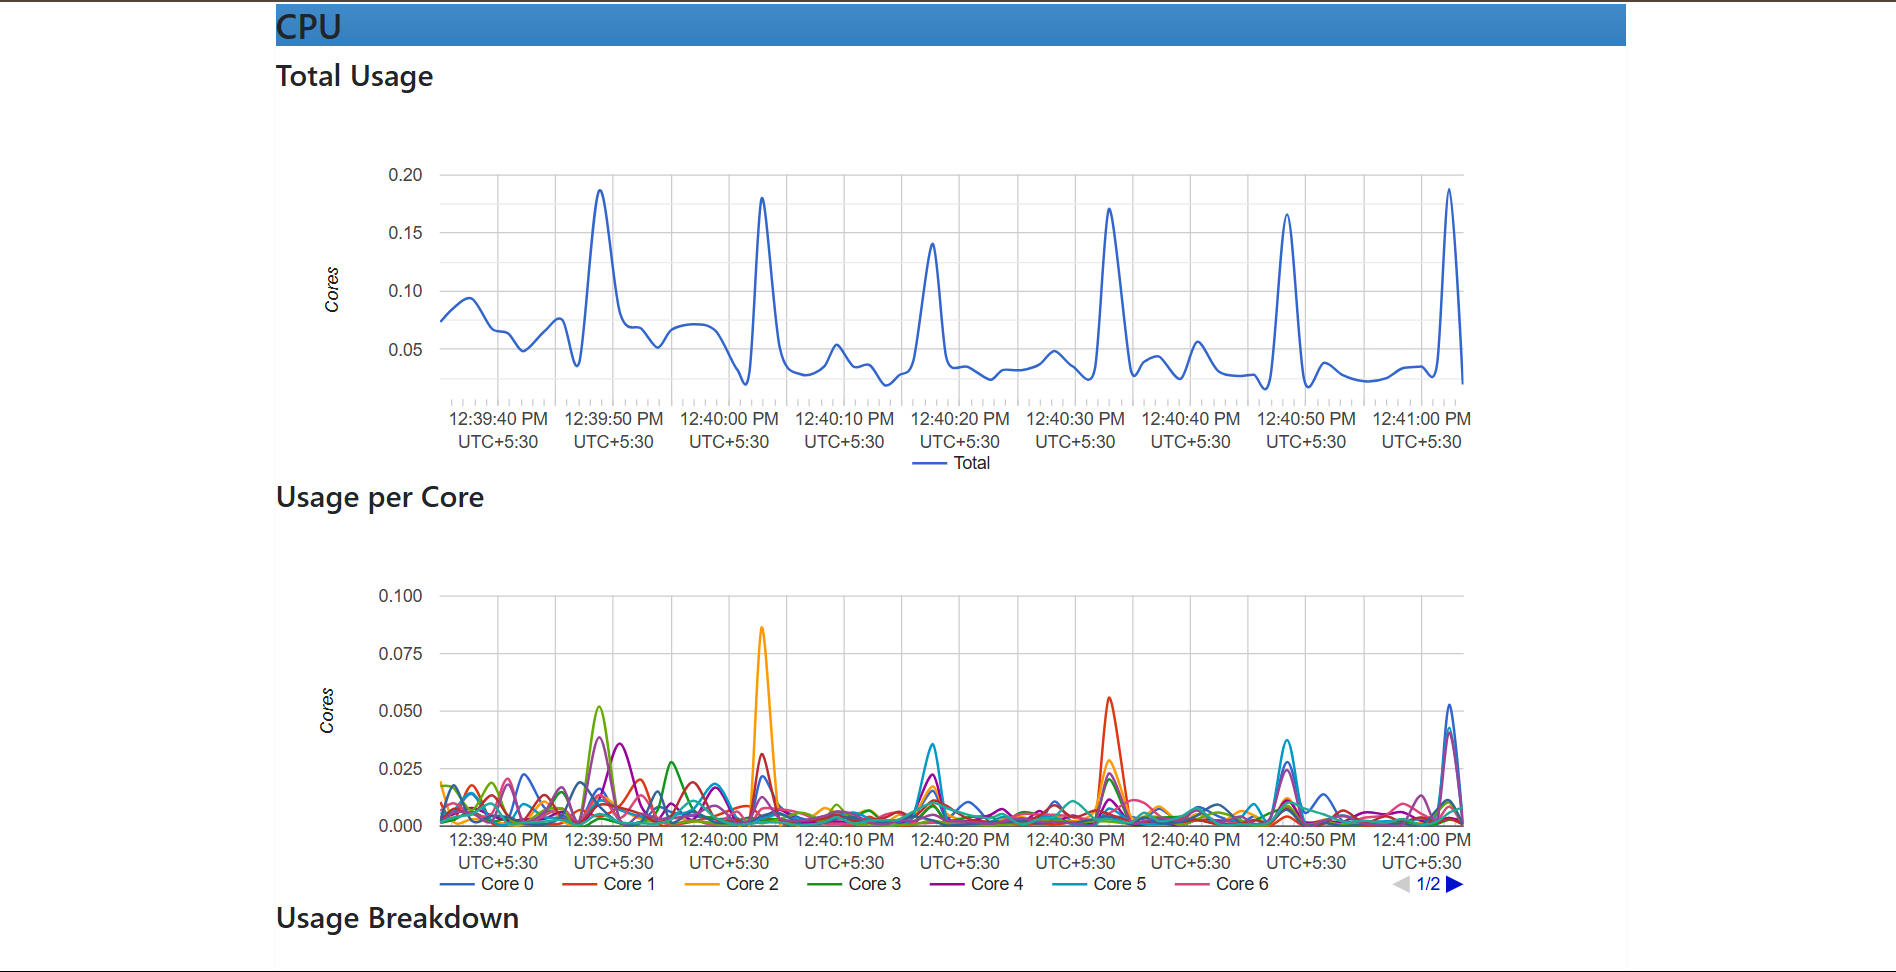 CPU
Total Usage
0.20
0.15
0.10
0.05
Cores
12:39:40 PM 12:39:50 PM 12:40:00 PM 12:40:10 PM 12:40:20 PM 12:40:30 PM 12:40:40 PM 12:40:50 PM 12:41:00 PM
UTC+5:30 UTC+5:30 UTC+5:30 UTC+5:30 UTC+5:30 UTC+5:30 UTC+5:30 UTC+5:30 UTC+5:30
Total
Usage per Core
0.100
0.075
0.050
0.025
0.000
Cores
12:39:40 PM 12:39:50 PM 12:40:00 PM 12:40:10 PM 12:40:20 PM 12:40:30 PM 12:40:40 PM 12:40:50 PM 12:41:00 PM
UTC+5:30 UTC+5:30 UTC+5:30 UTC+5:30 UTC+5:30 UTC+5:30 UTC+5:30 UTC+5:30 UTC+5:30
Core 0 Core 1 Core 2 Core 3 Core 4 Core 5 Core 6 1/2
Usage Breakdown